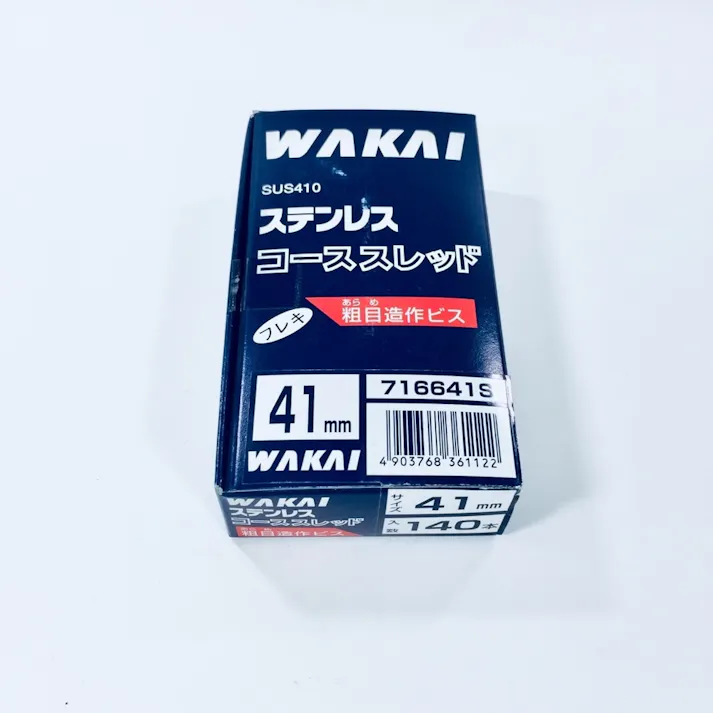 WAKAI
SUS410
ステンレス
コーススレッド
フレキ
あらめ
粗目造作ビス
41mm
WAKAI
716641S
4 903768 361122
WAKAI
ステンレス
コーススレッド
あらめ
粗目造作ビス
サイズ 41mm
入数 140本